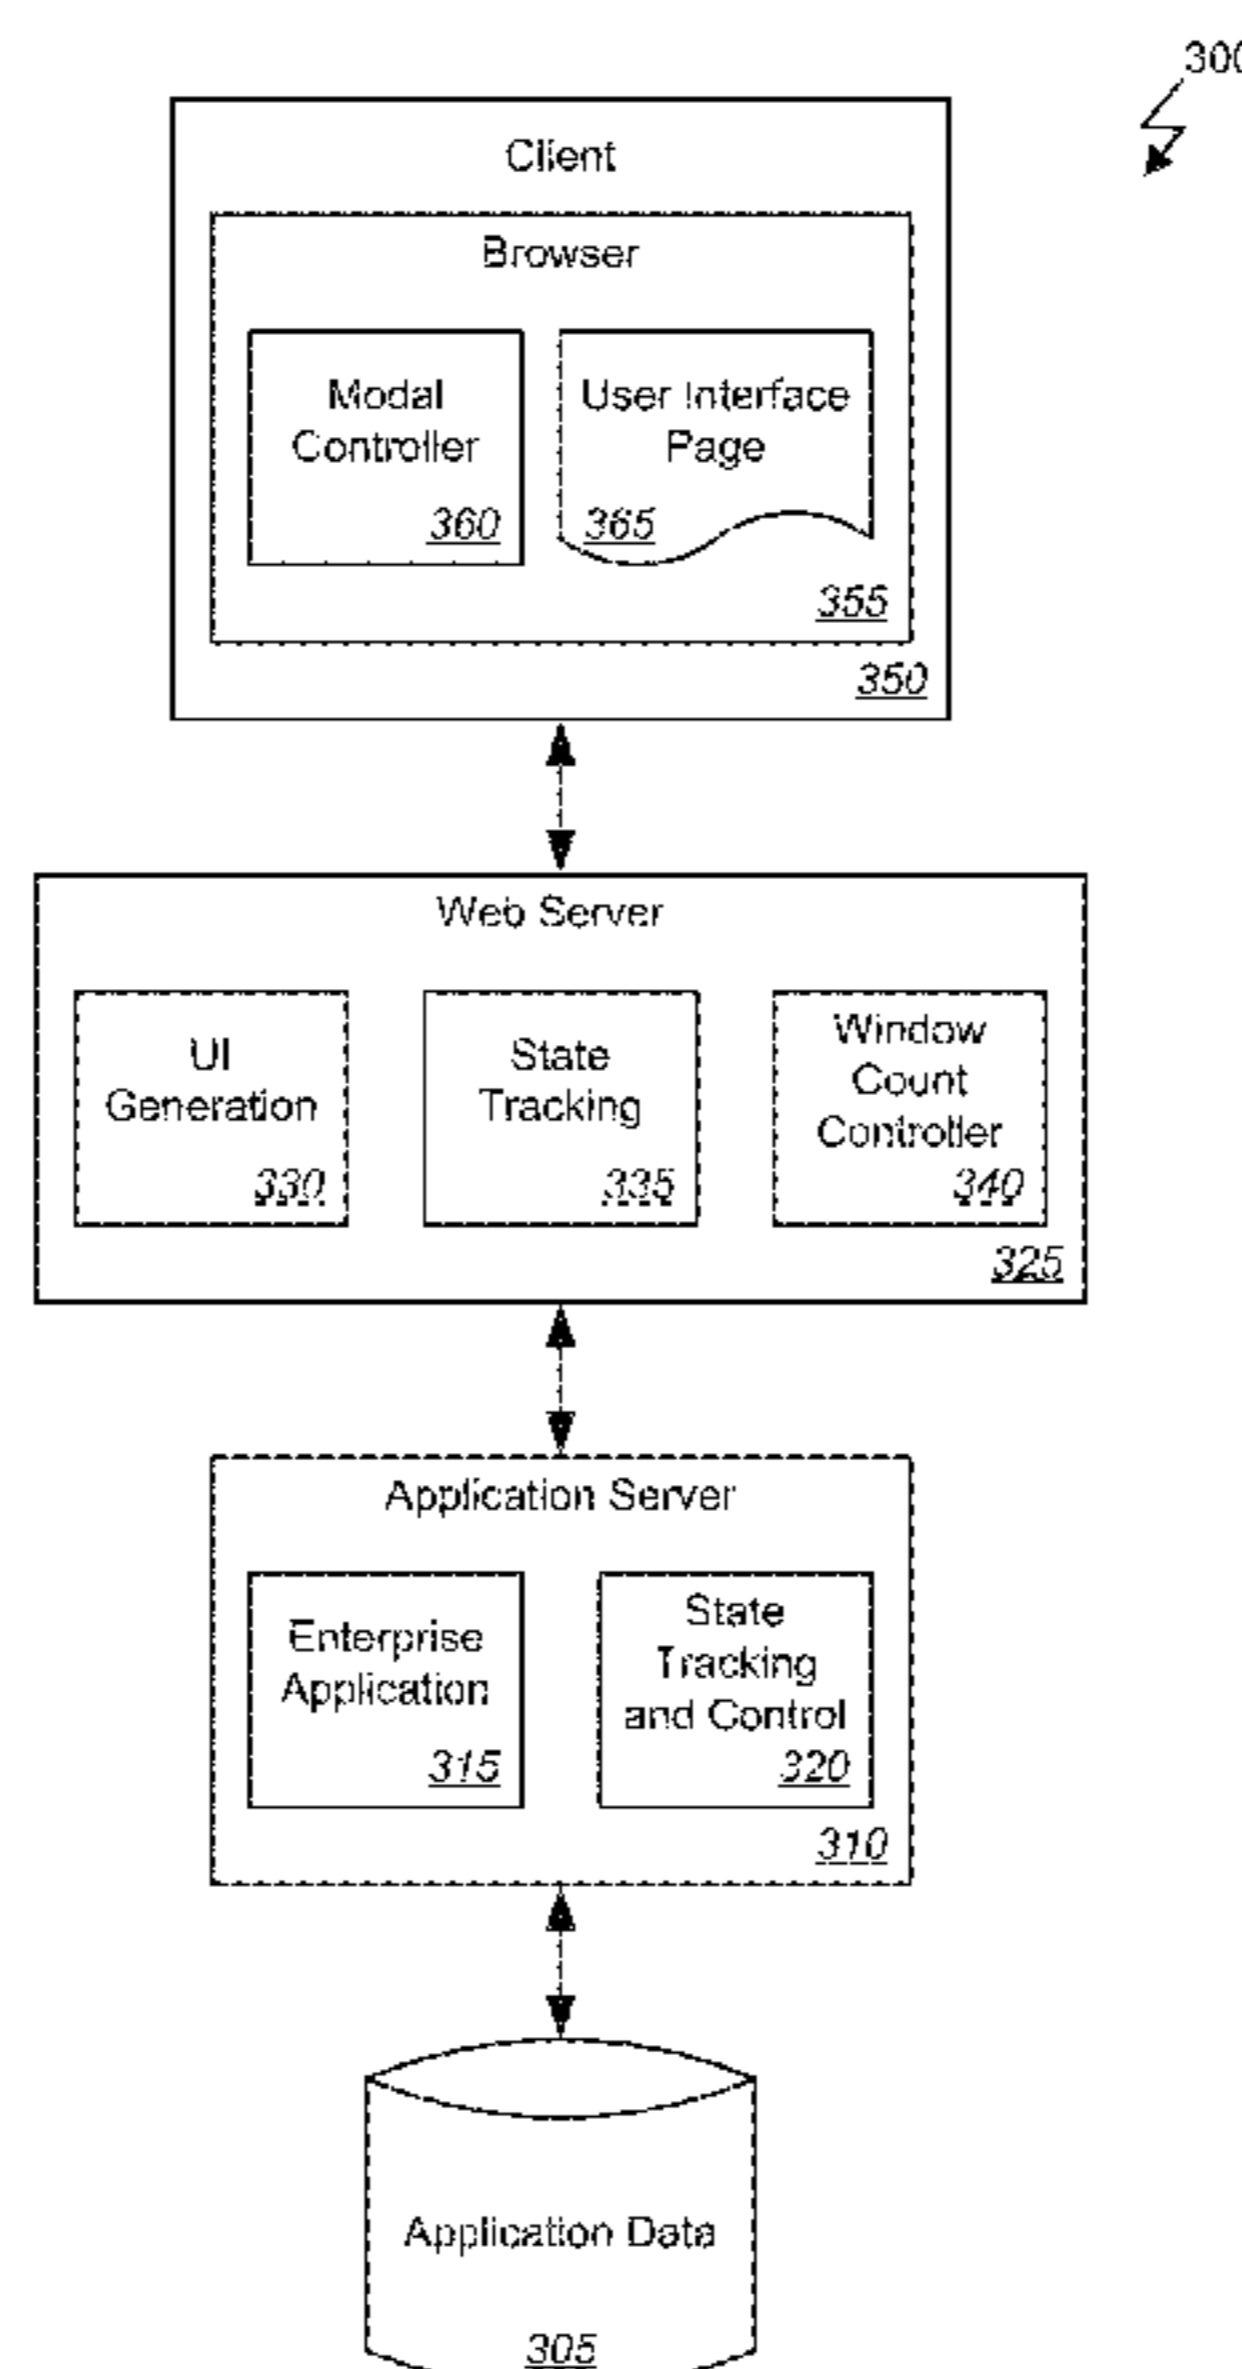 300
Client
Browser
Modal
Controller
360
User Interface
Page
365
355
350
Web Server
UI
Generation
330
State
Tracking
335
Window
Count
Controller
340
325
Application Server
Enterprise
Application
315
State
Tracking
and Control
320
310
Application Data
305